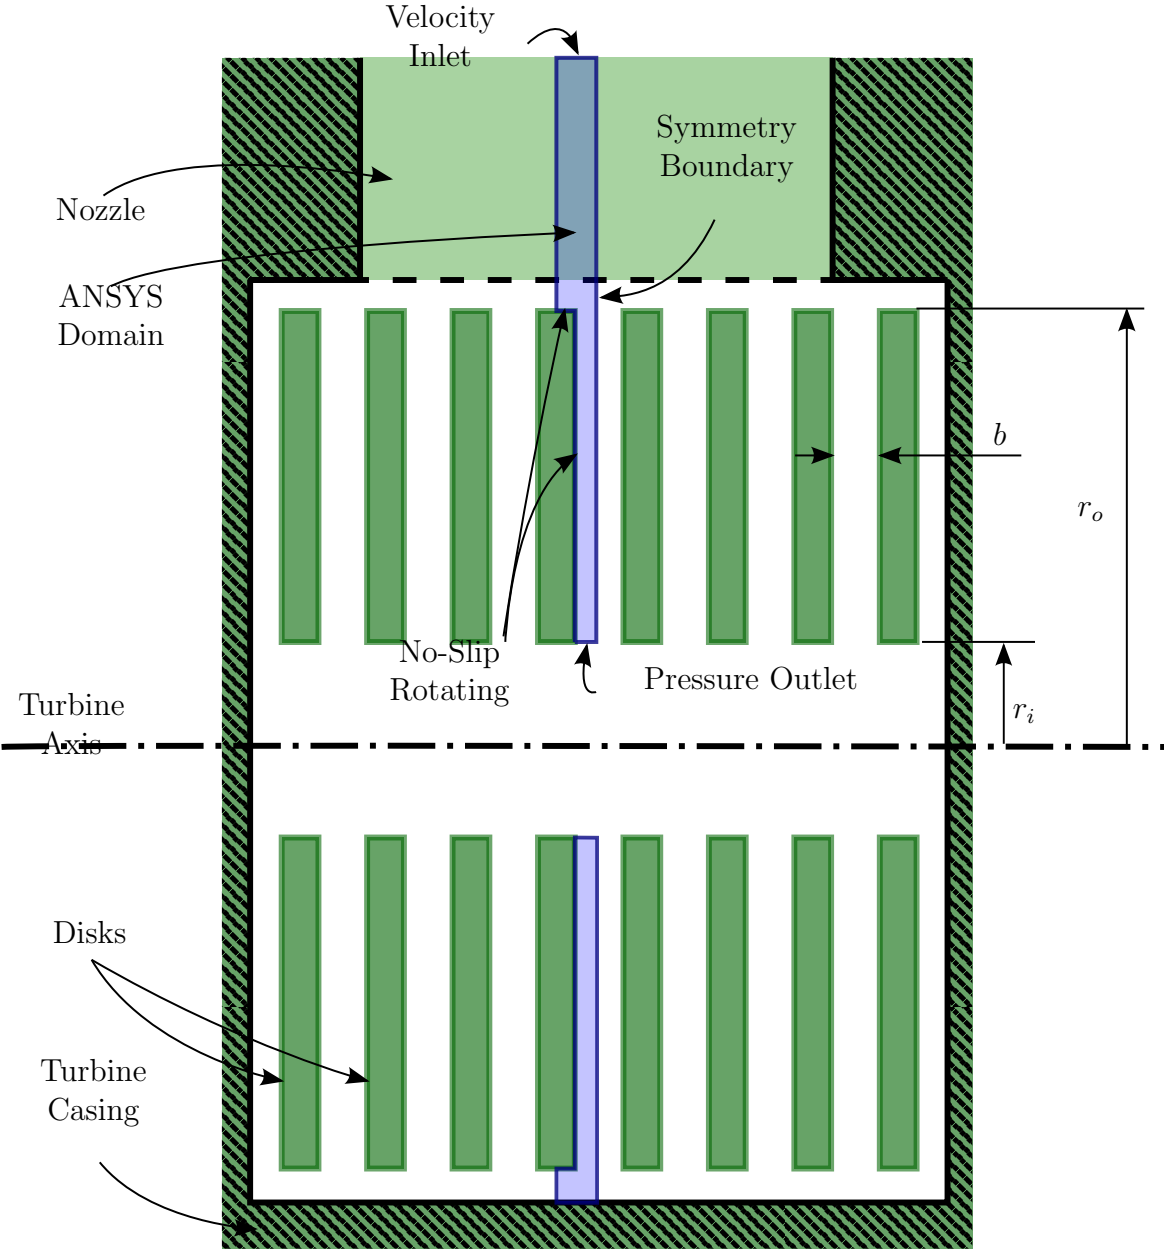 Velocity
Inlet
Symmetry
Boundary
Nozzle
ANSYS
Domain
b
r_o
No-Slip
Rotating
Pressure Outlet
Turbine
Axis
r_i
Disks
Turbine
Casing